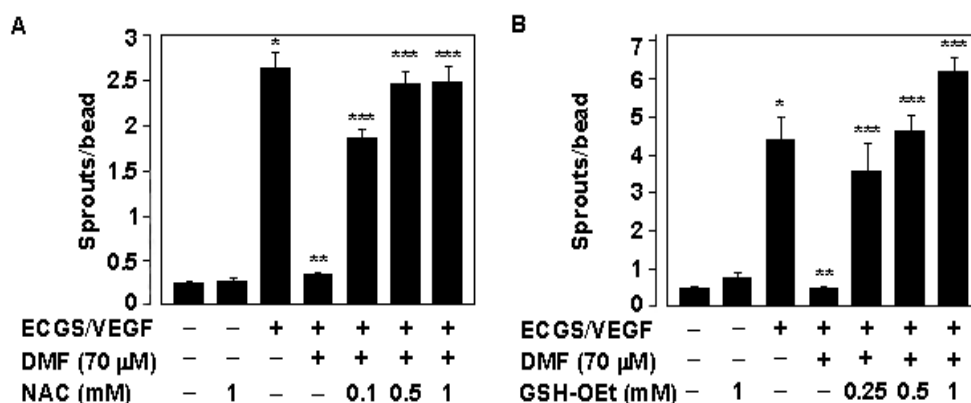 A
Sprouts/bead
3
2.5
2
1.5
1
0.5
0
*
**
***
***
***
ECGS/VEGF – – + + + + +
DMF (70 µM) – – – + + + +
NAC (mM) – 1 – – 0.1 0.5 1
B
Sprouts/bead
7
6
5
4
3
2
1
0
*
**
***
***
***
ECGS/VEGF – – + + + + +
DMF (70 µM) – – – + + + +
GSH-OEt (mM) – 1 – – 0.25 0.5 1